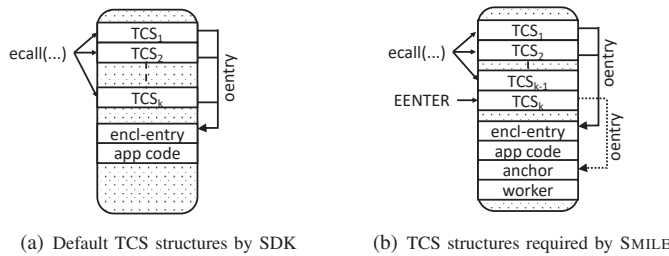 TCS1
ecall(...)
TCS2
TCSk
oentry
encl-entry
app code
(a) Default TCS structures by SDK
TCS1
ecall(...)
TCS2
TCSk-1
EENTER
TCSk
oentry
encl-entry
oentry
app code
anchor
worker
(b) TCS structures required by SMILE